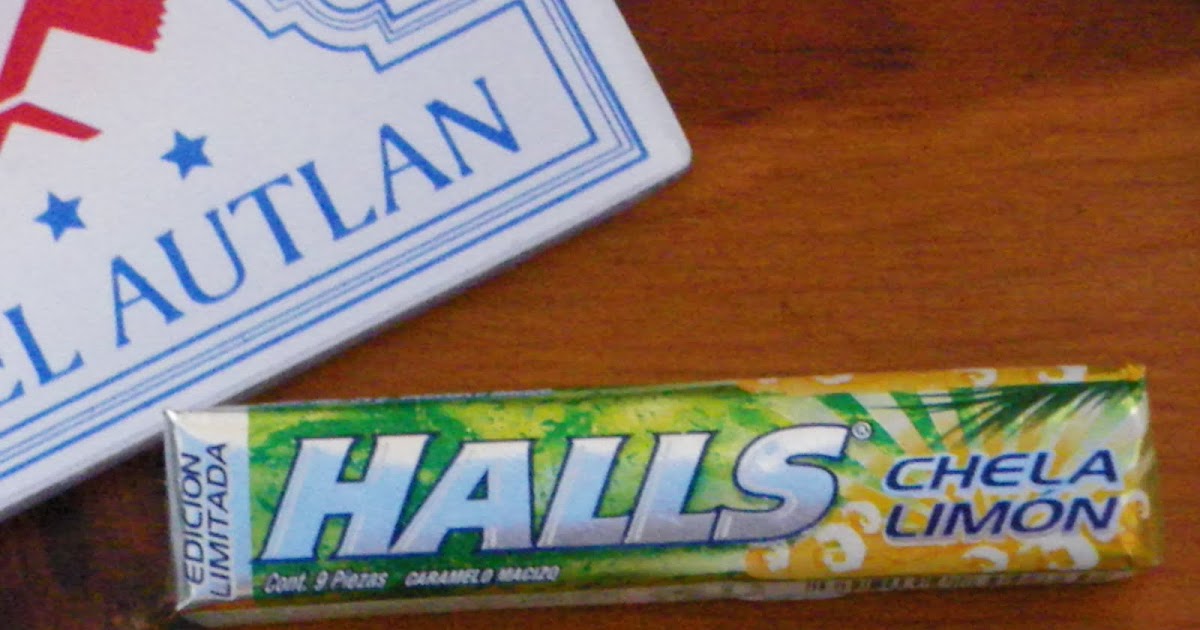 EL AUTLAN
EDICION
LIMITADA
HALLS®
CHELA
LIMÓN
Cont. 9 Piezas CARAMELO MACIZO